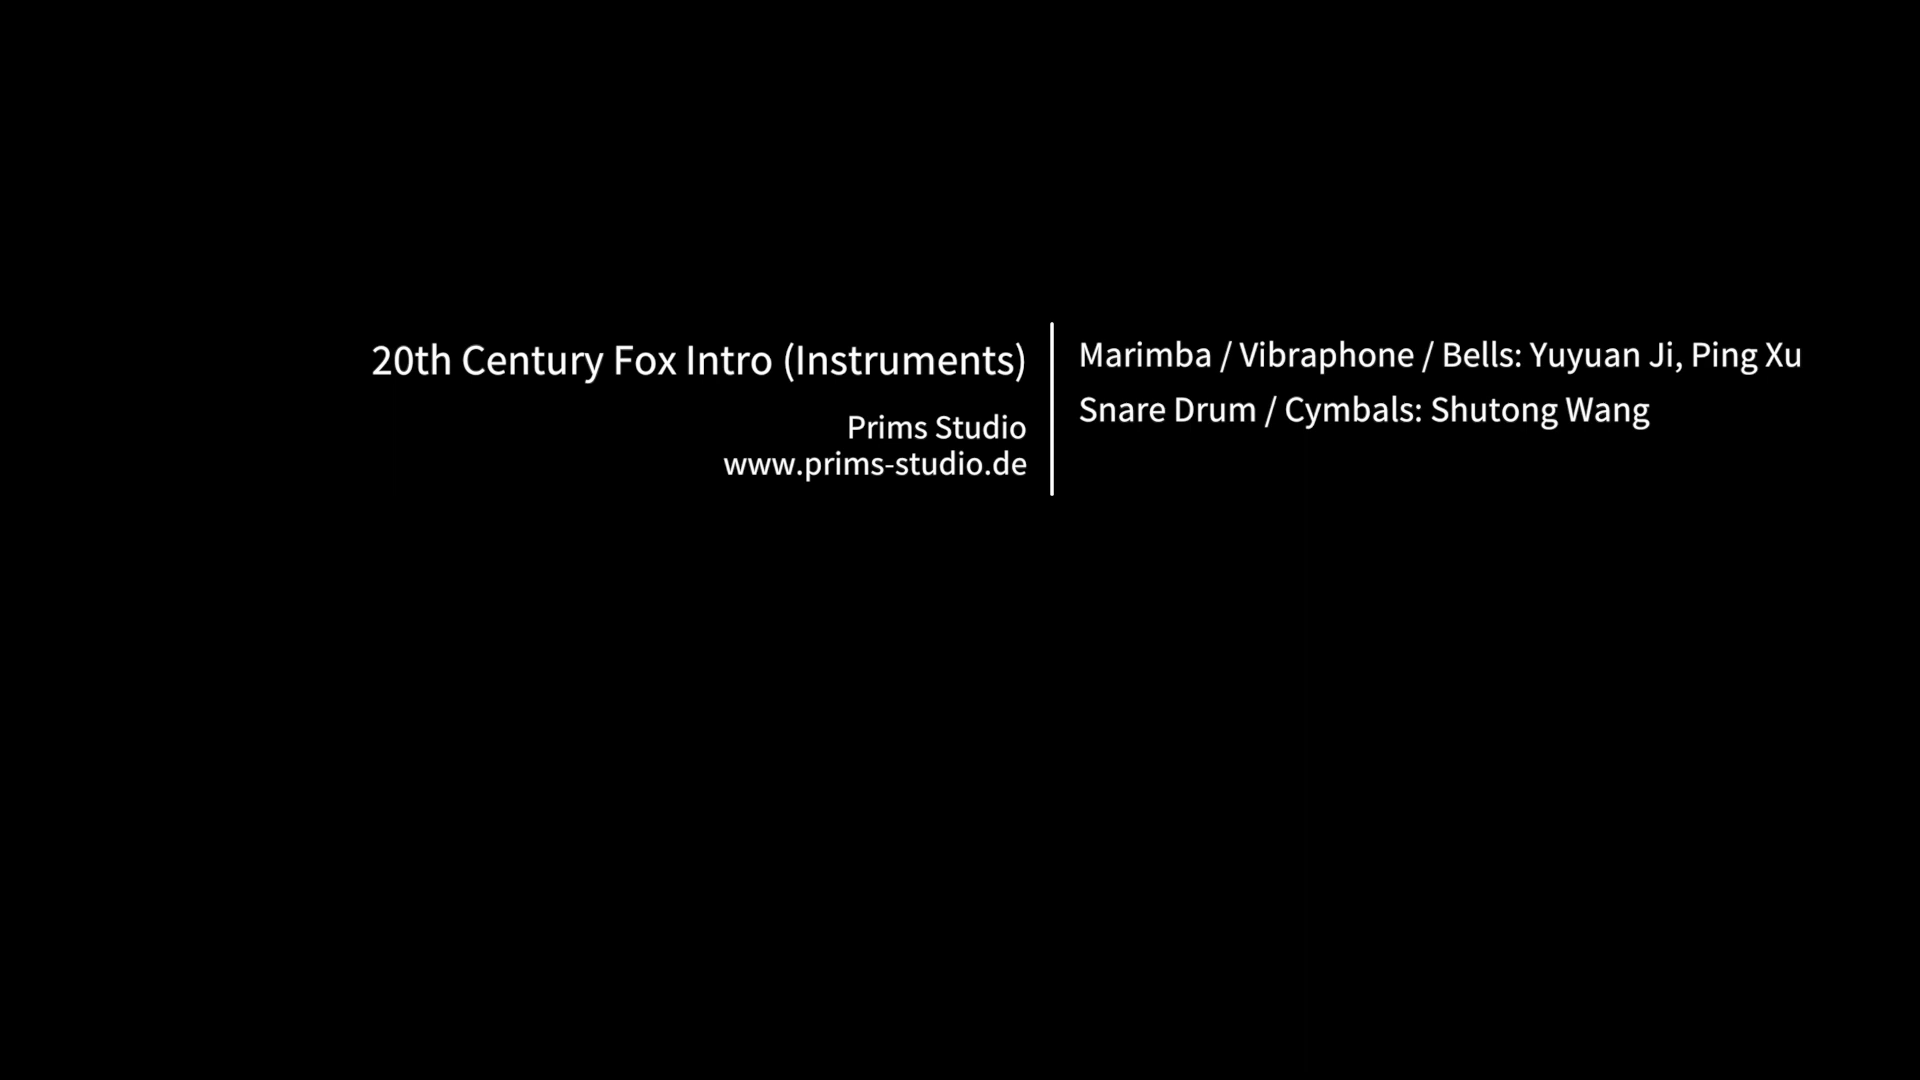 20th Century Fox Intro (Instruments)
Prims Studio
www.prims-studio.de
Marimba / Vibraphone / Bells: Yuyuan Ji, Ping Xu
Snare Drum / Cymbals: Shutong Wang